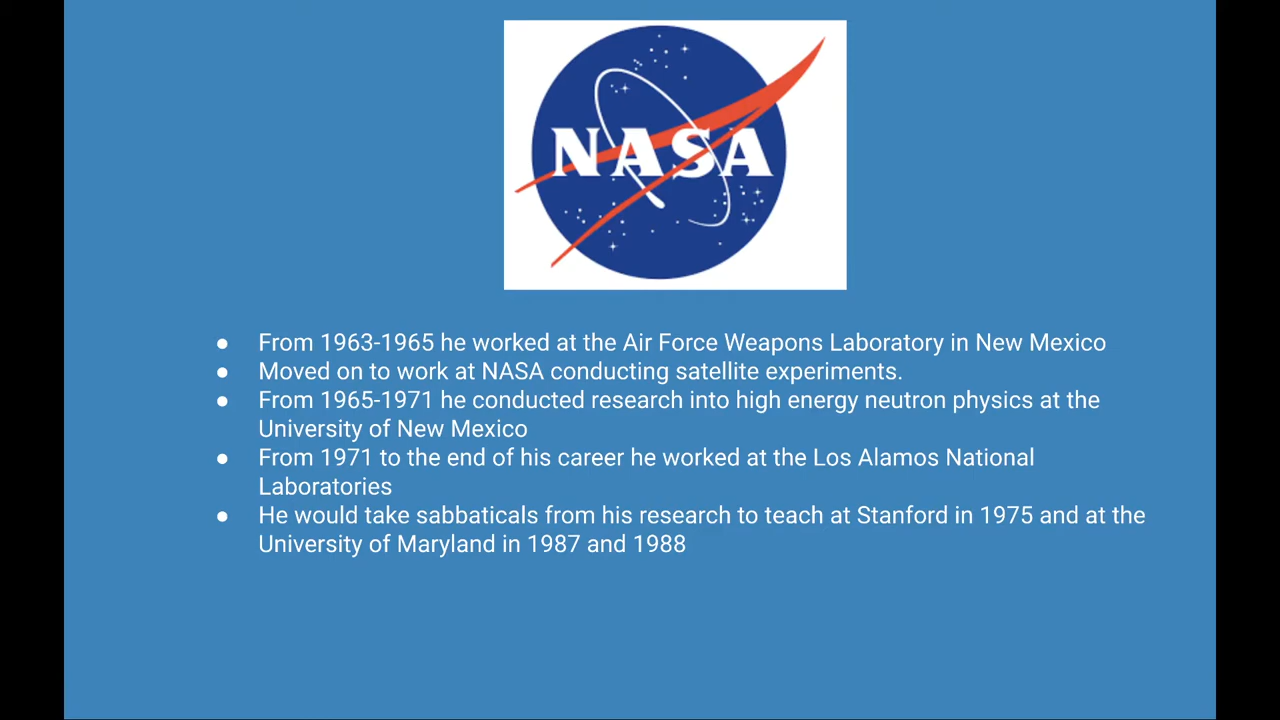 NASA
● From 1963-1965 he worked at the Air Force Weapons Laboratory in New Mexico
● Moved on to work at NASA conducting satellite experiments.
● From 1965-1971 he conducted research into high energy neutron physics at the
University of New Mexico
● From 1971 to the end of his career he worked at the Los Alamos National
Laboratories
● He would take sabbaticals from his research to teach at Stanford in 1975 and at the
University of Maryland in 1987 and 1988